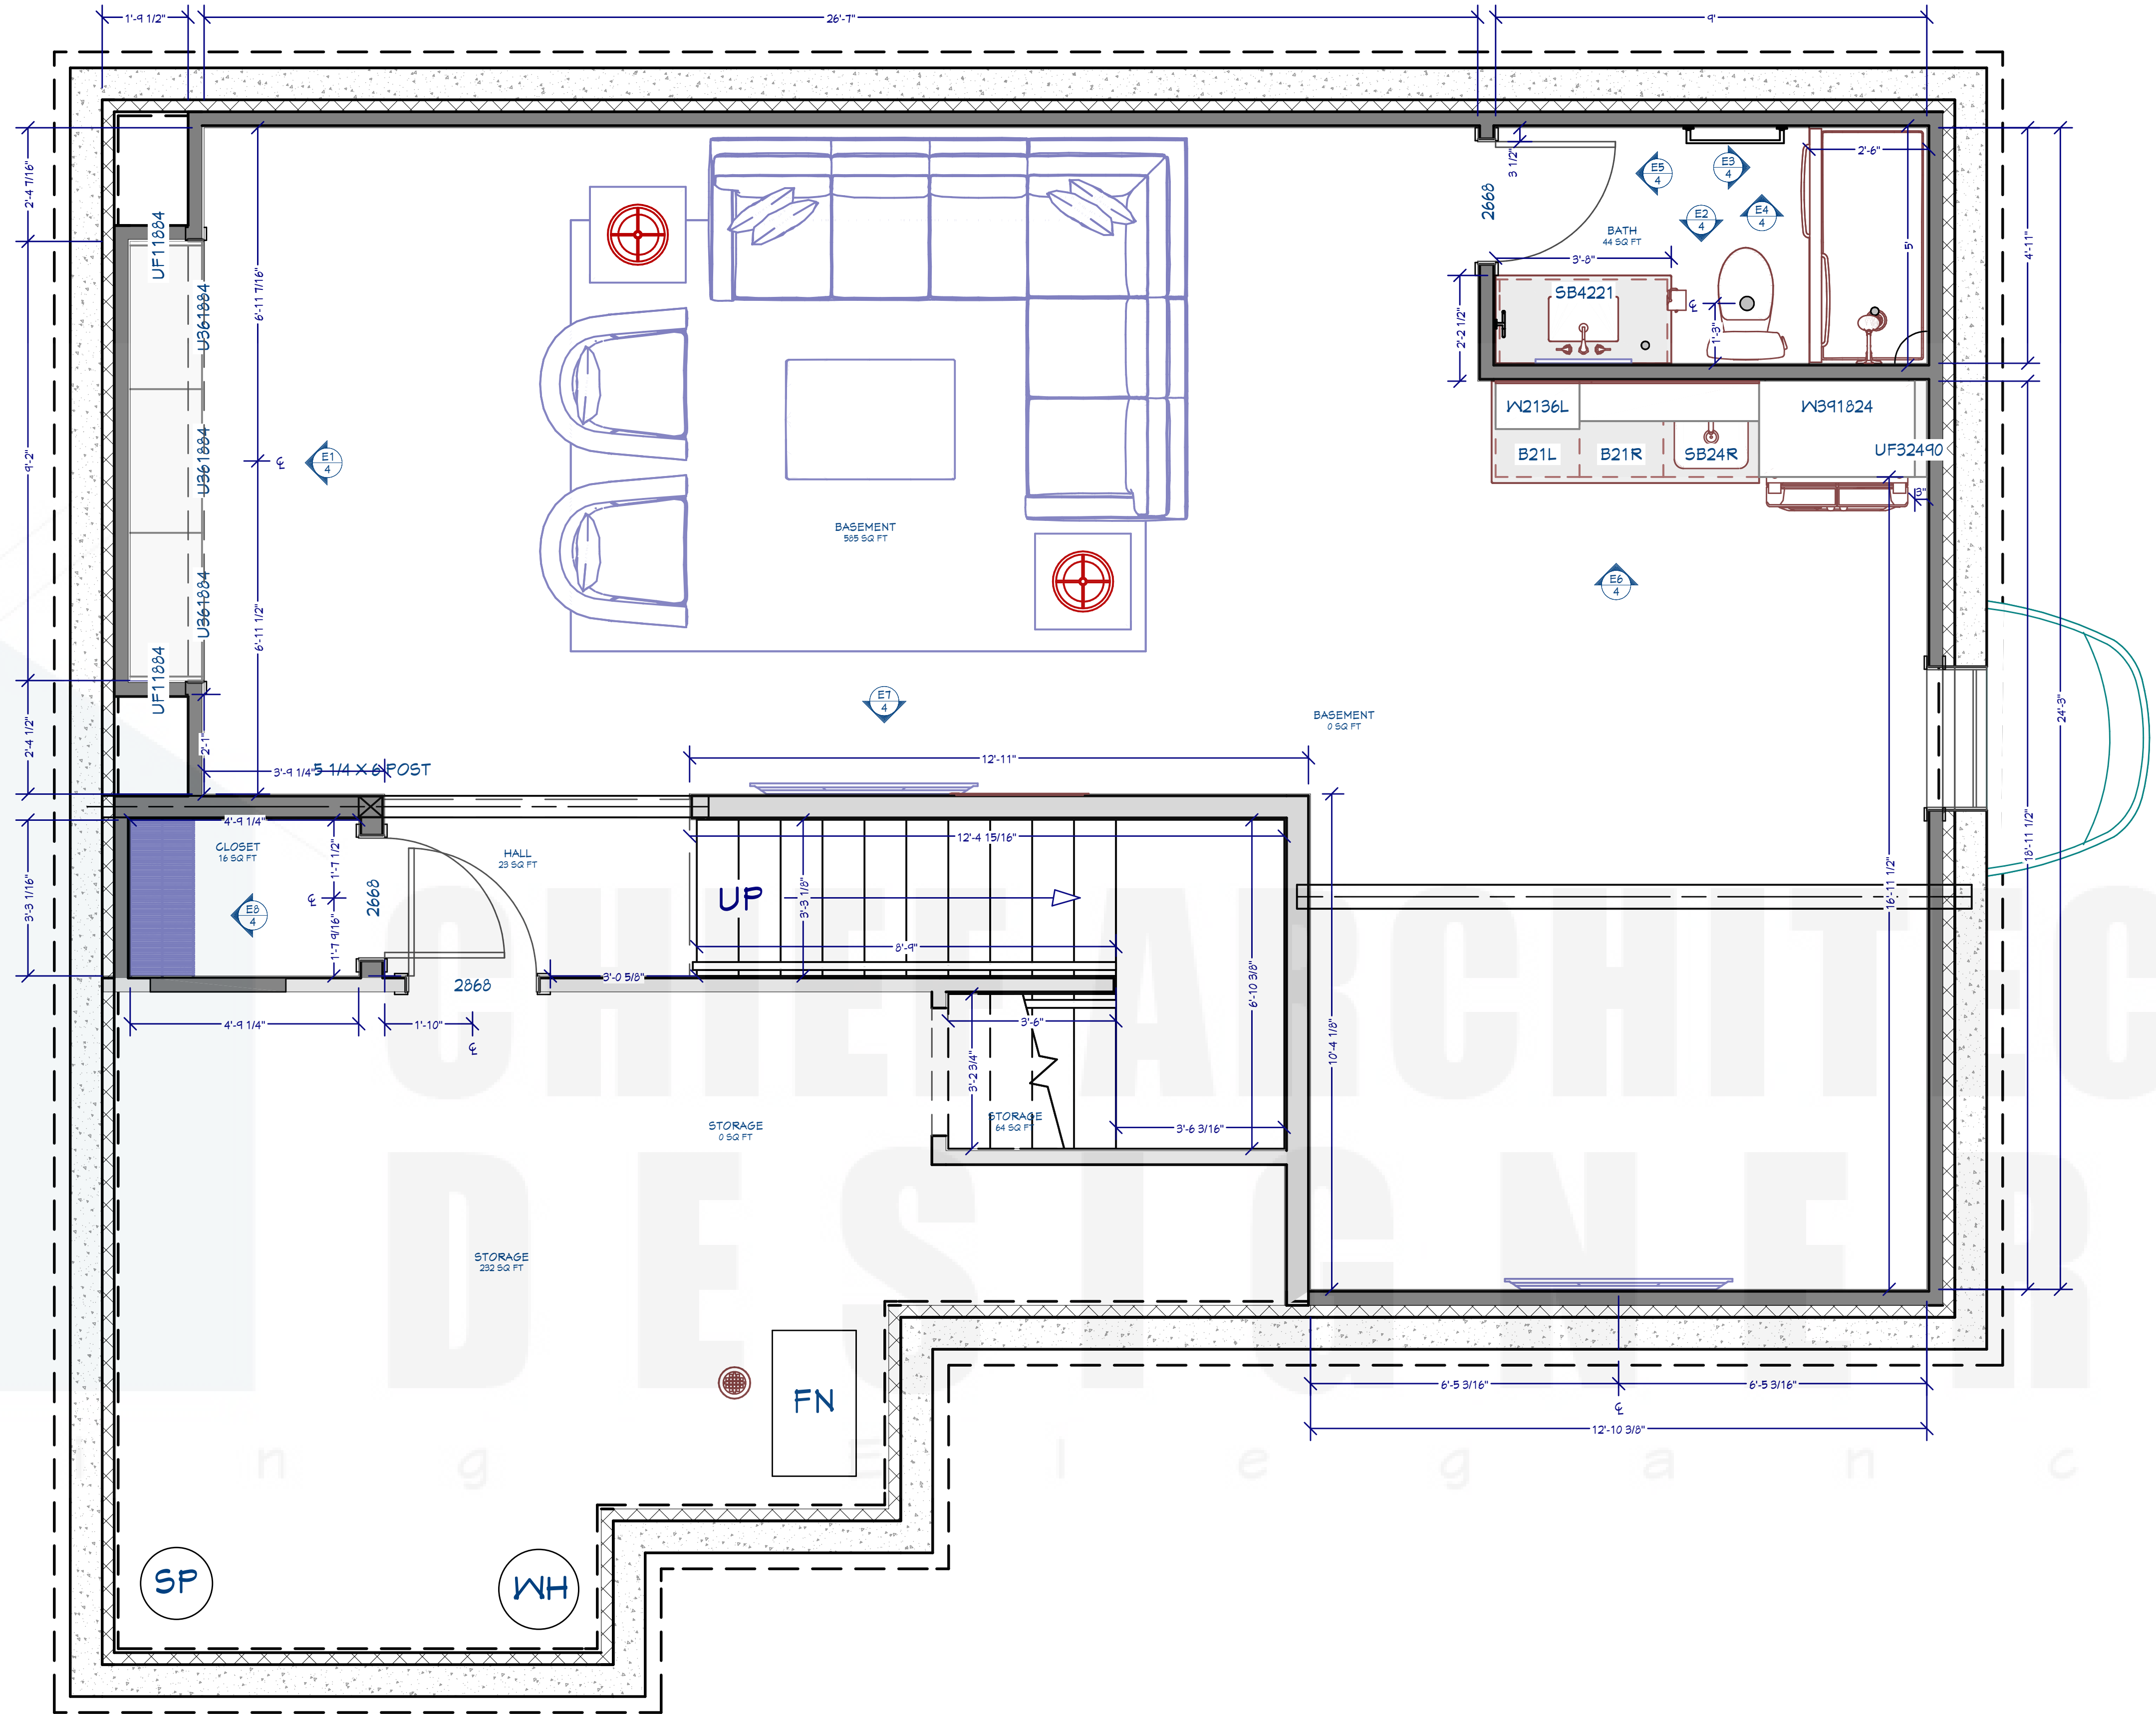 1'-9 1/2"
26'-7"
9'
2'-4 7/16"
9'-2"
2'-4 1/2"
3'-3 1/16"
UF11884
U361884
U361884
U361884
UF11884
6'-11 7/16"
6'-11 1/2"
2'-1"
E1
4
BASEMENT
585 SQ FT
E7
4
BASEMENT
0 SQ FT
2668
3 1/2"
E5
4
E3
4
E2
4
E4
4
BATH
44 SQ FT
2'-6"
5'
3'-8"
SB4221
1'-3"
2'-2 1/2"
W2136L
W391824
B21L
B21R
SB24R
UF32490
3"
E6
4
4'-11"
24'-3"
18'-11 1/2"
16'-11 1/2"
3'-9 1/4"
5 1/4 X 6 POST
12'-11"
4'-9 1/4"
CLOSET
16 SQ FT
1'-7 1/2"
1'-7 9/16"
E8
4
2668
HALL
23 SQ FT
12'-4 15/16"
UP
3'-3 1/8"
8'-9"
3'-0 5/8"
2868
4'-9 1/4"
1'-10"
6'-10 3/8"
3'-6"
3'-2 3/4"
STORAGE
64 SQ FT
3'-6 3/16"
10'-4 1/8"
STORAGE
0 SQ FT
STORAGE
232 SQ FT
FN
SP
WH
6'-5 3/16"
6'-5 3/16"
12'-10 3/8"
CHIEF ARCHITEC
DESIGNER
n g E l e g a n c